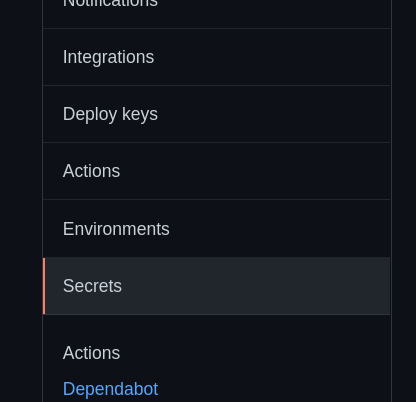 Notifications
Integrations
Deploy keys
Actions
Environments
Secrets
Actions
Dependabot